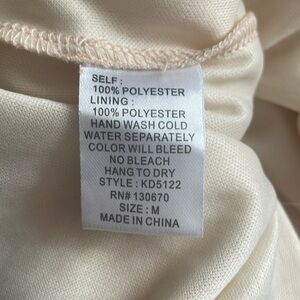 SELF :
100% POLYESTER
LINING :
100% POLYESTER
HAND WASH COLD
WATER SEPARATELY
COLOR WILL BLEED
NO BLEACH
HANG TO DRY
STYLE : KD5122
RN# 130670
SIZE : M
MADE IN CHINA